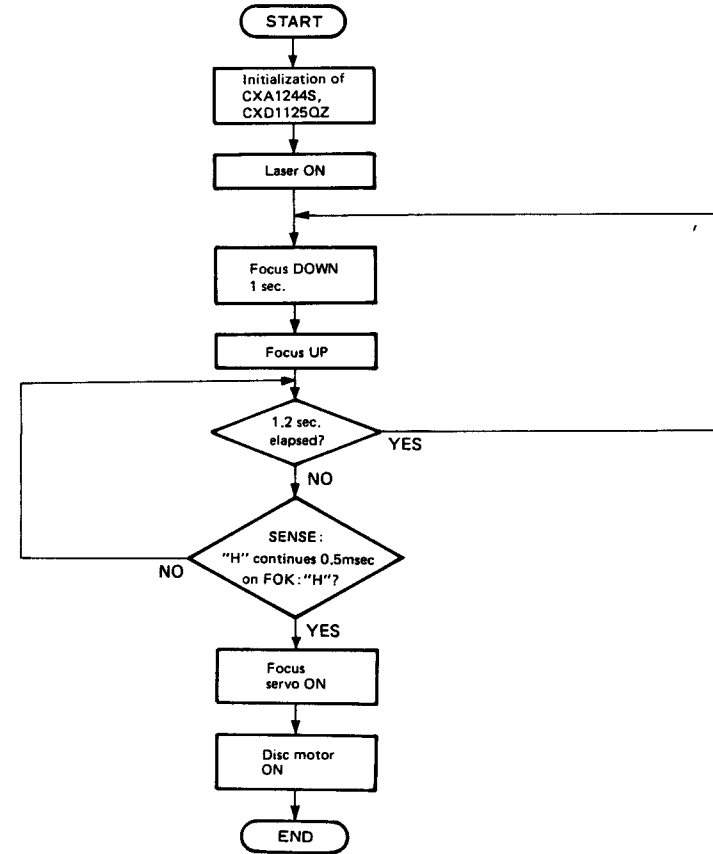 START
Initialization of
CXA1244S,
CXD1125QZ
Laser ON
Focus DOWN
1 sec.
Focus UP
1.2 sec.
elapsed?
YES
NO
SENSE:
"H" continues 0.5msec
on FOK:"H"?
NO
YES
Focus
servo ON
Disc motor
ON
END